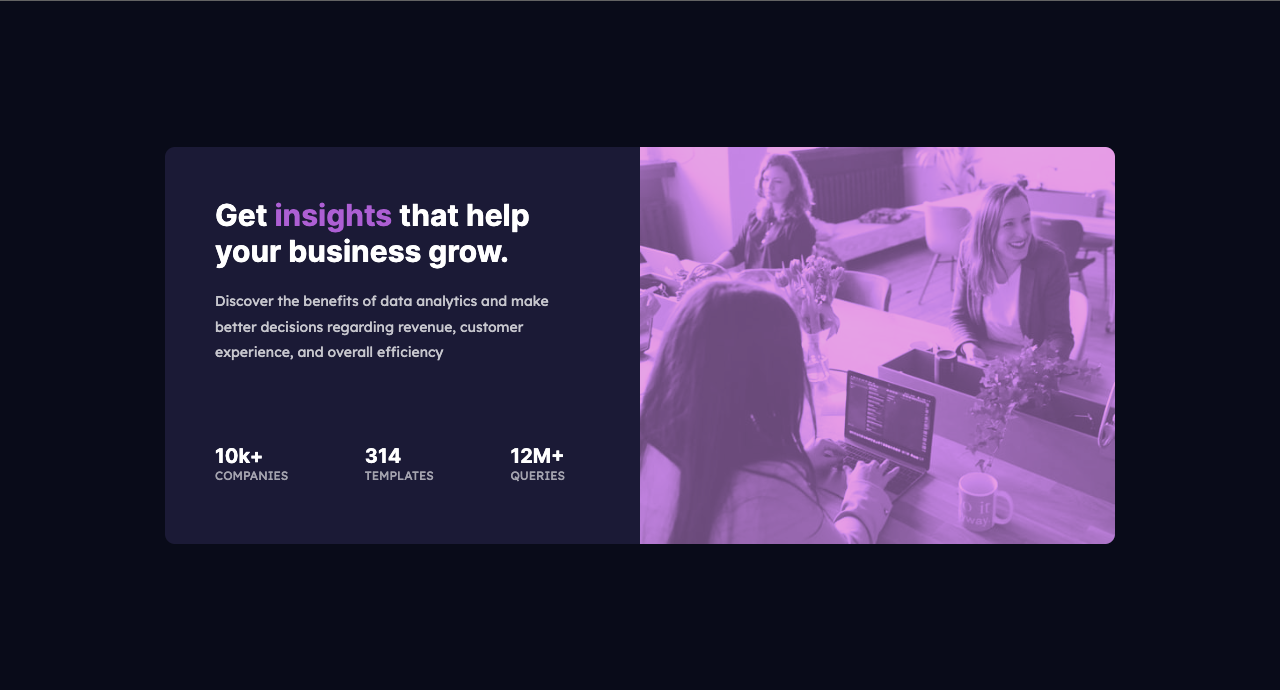 Get insights that help
your business grow.
Discover the benefits of data analytics and make
better decisions regarding revenue, customer
experience, and overall efficiency
10k+ 314 12M+
COMPANIES TEMPLATES QUERIES